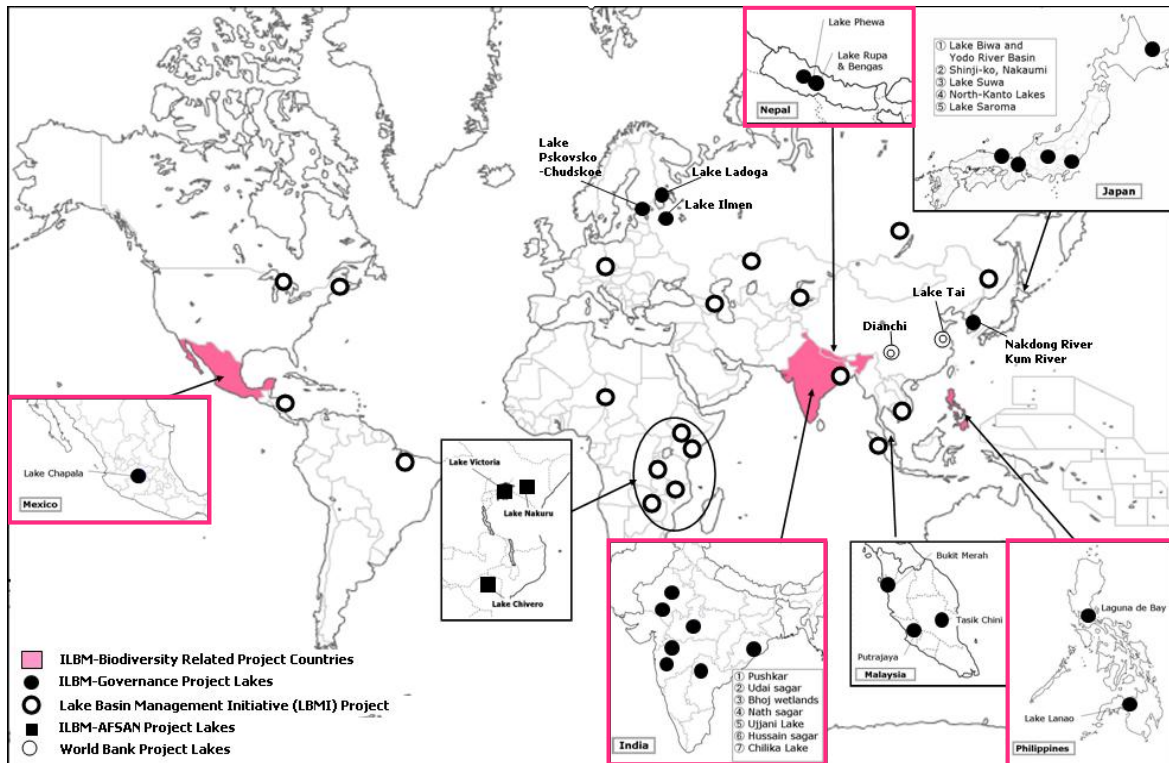 Lake Phewa
Lake Rupa
& Bengas
Nepal
① Lake Biwa and
Yodo River Basin
② Shinji-ko, Nakaumi
③ Lake Suwa
④ North-Kanto Lakes
⑤ Lake Saroma
Japan
Lake
Pskovsko
-Chudskoe
Lake Ladoga
Lake Ilmen
Lake Tai
Dianchi
Nakdong River
Kum River
Lake Chapala
Mexico
Lake Victoria
Lake Nakuru
Lake Chivero
① Pushkar
② Udai sagar
③ Bhoj wetlands
④ Nath sagar
⑤ Ujjani Lake
⑥ Hussain sagar
⑦ Chilika Lake
India
Bukit Merah
Tasik Chini
Putrajaya
Malaysia
Laguna de Bay
Lake Lanao
Philippines
ILBM-Biodiversity Related Project Countries
ILBM-Governance Project Lakes
Lake Basin Management Initiative (LBMI) Project
ILBM-AFSAN Project Lakes
World Bank Project Lakes